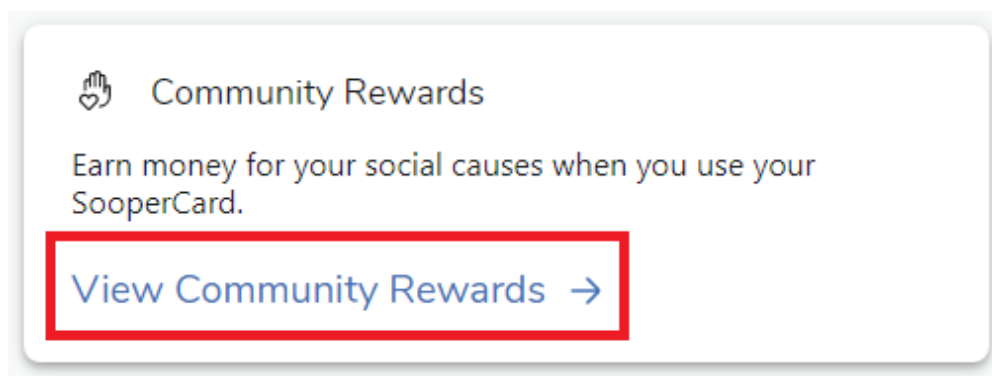 Community Rewards
Earn money for your social causes when you use your
SooperCard.
View Community Rewards →